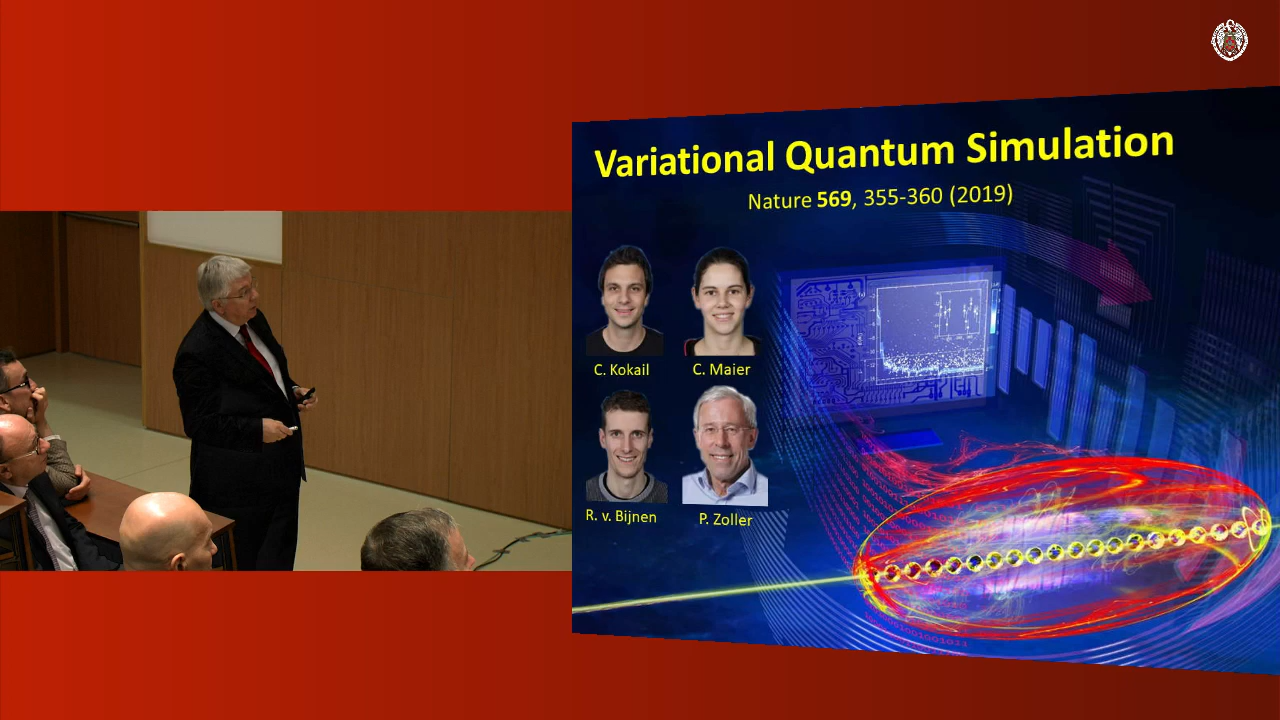 Variational Quantum Simulation
Nature 569, 355-360 (2019)
C. Kokail
C. Maier
R. v. Bijnen
P. Zoller